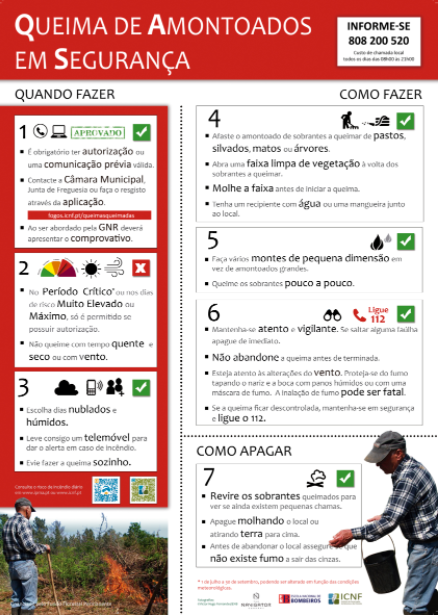 QUEIMA DE AMONTOADOS
EM SEGURANÇA
INFORME-SE
808 200 520
Custo de chamada local
todos os dias das 08h00 às 21h00
QUANDO FAZER
1
APROVADO
É obrigatório ter autorização ou
uma comunicação prévia válida.
Contacte a Câmara Municipal,
Junta de Freguesia ou faça o resgisto
através da aplicação.
fogos.icnf.pt/queimasqueimadas
Ao ser abordado pela GNR deverá
apresentar o comprovativo.
2
No Período Crítico* ou nos dias
de risco Muito Elevado ou
Máximo, só é permitido se
possuir autorização.
Não queime com tempo quente e
seco ou com vento.
3
Escolha dias nublados e
húmidos.
Leve consigo um telemóvel para
dar o alerta em caso de incêndio.
Evie fazer a queima sozinho.
Consulte o risco de incêndio diário
em www.ipma.pt ou www.icnf.pt
COMO FAZER
4
Afaste o amontoado de sobrantes a queimar de pastos,
silvados, matos ou árvores.
Abra uma faixa limpa de vegetação à volta dos
sobrantes a queimar.
Molhe a faixa antes de iniciar a queima.
Tenha um recipiente com água ou uma mangueira junto
ao local.
5
Faça vários montes de pequena dimensão em
vez de amontoados grandes.
Queime os sobrantes pouco a pouco.
6
Ligue
112
Mantenha-se atento e vigilante. Se saltar alguma faúlha
apague de imediato.
Não abandone a queima antes de terminada.
Esteja atento às alterações do vento. Proteja-se do fumo
tapando o nariz e a boca com panos húmidos ou com uma
máscara de fumo. A inalação de fumo pode ser fatal.
Se a queima ficar descontrolada, mantenha-se em segurança
e ligue o 112.
COMO APAGAR
7
Revire os sobrantes queimados para
ver se ainda existem pequenas chamas.
Apague molhando o local ou
atirando terra para cima.
Antes de abandonar o local assegure que
não existe fumo a sair das cinzas.
* 1 de julho a 30 de setembro, podendo ser alterado em função das condições
meteorológicas.
NAVIGATOR
BOMBEIROS
ICNF